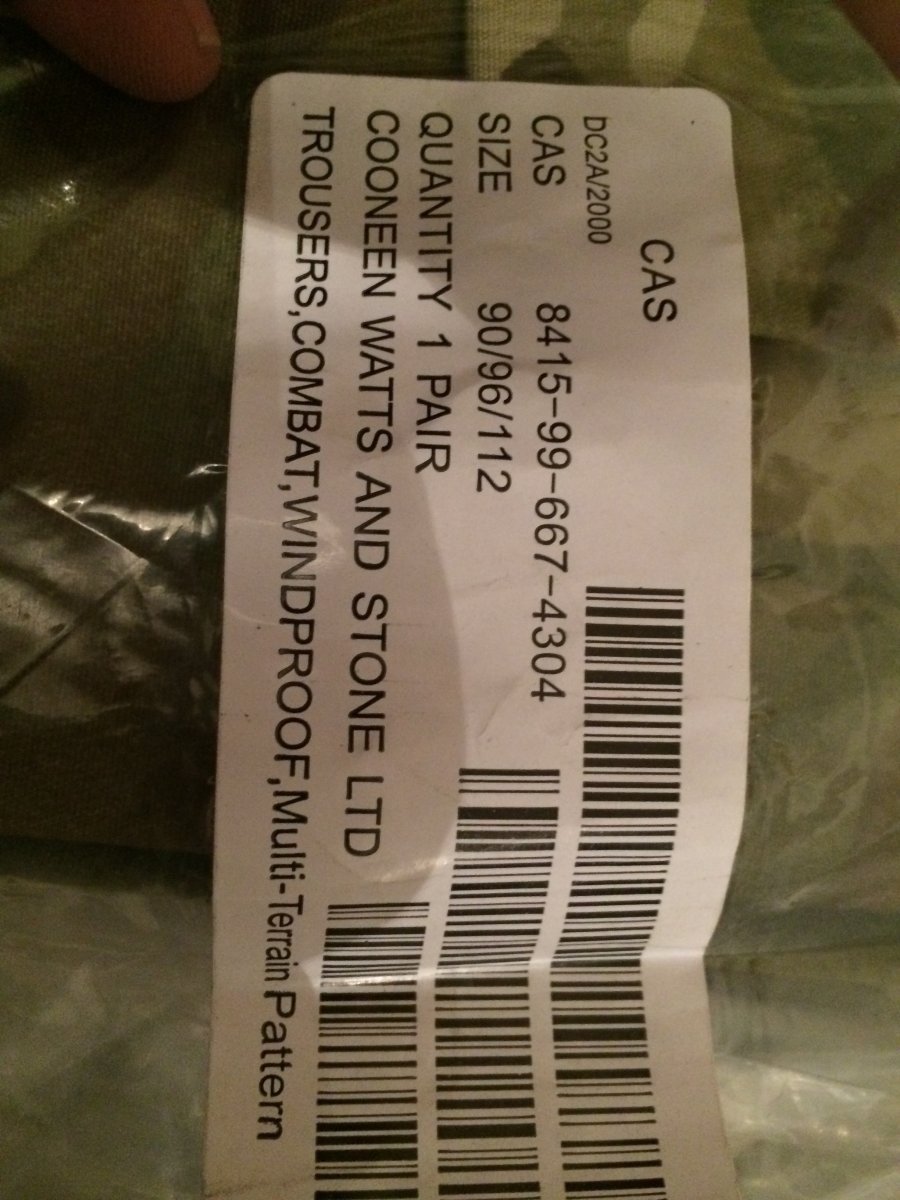 CAS
DC2A/2000
CAS 8415-99-667-4304
SIZE 90/96/112
QUANTITY 1 PAIR
COONEEN WATTS AND STONE LTD
TROUSERS,COMBAT,WINDPROOF,Multi-Terrain Pattern